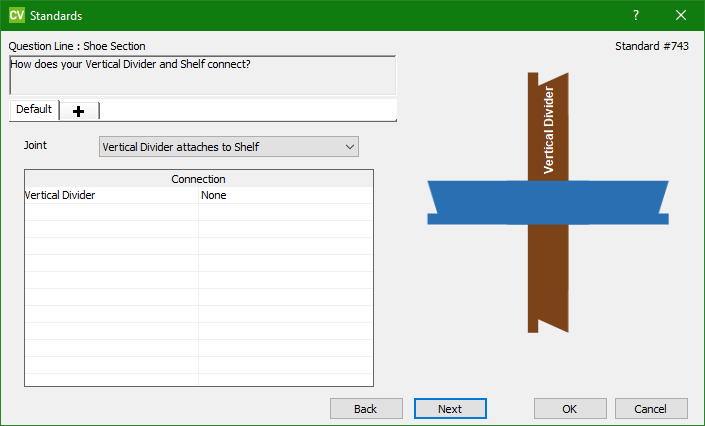 CV Standards ?
Question Line : Shoe Section Standard #743
How does your Vertical Divider and Shelf connect?
Default
Joint Vertical Divider attaches to Shelf
Connection
Vertical Divider None
Vertical Divider
Back Next OK Cancel